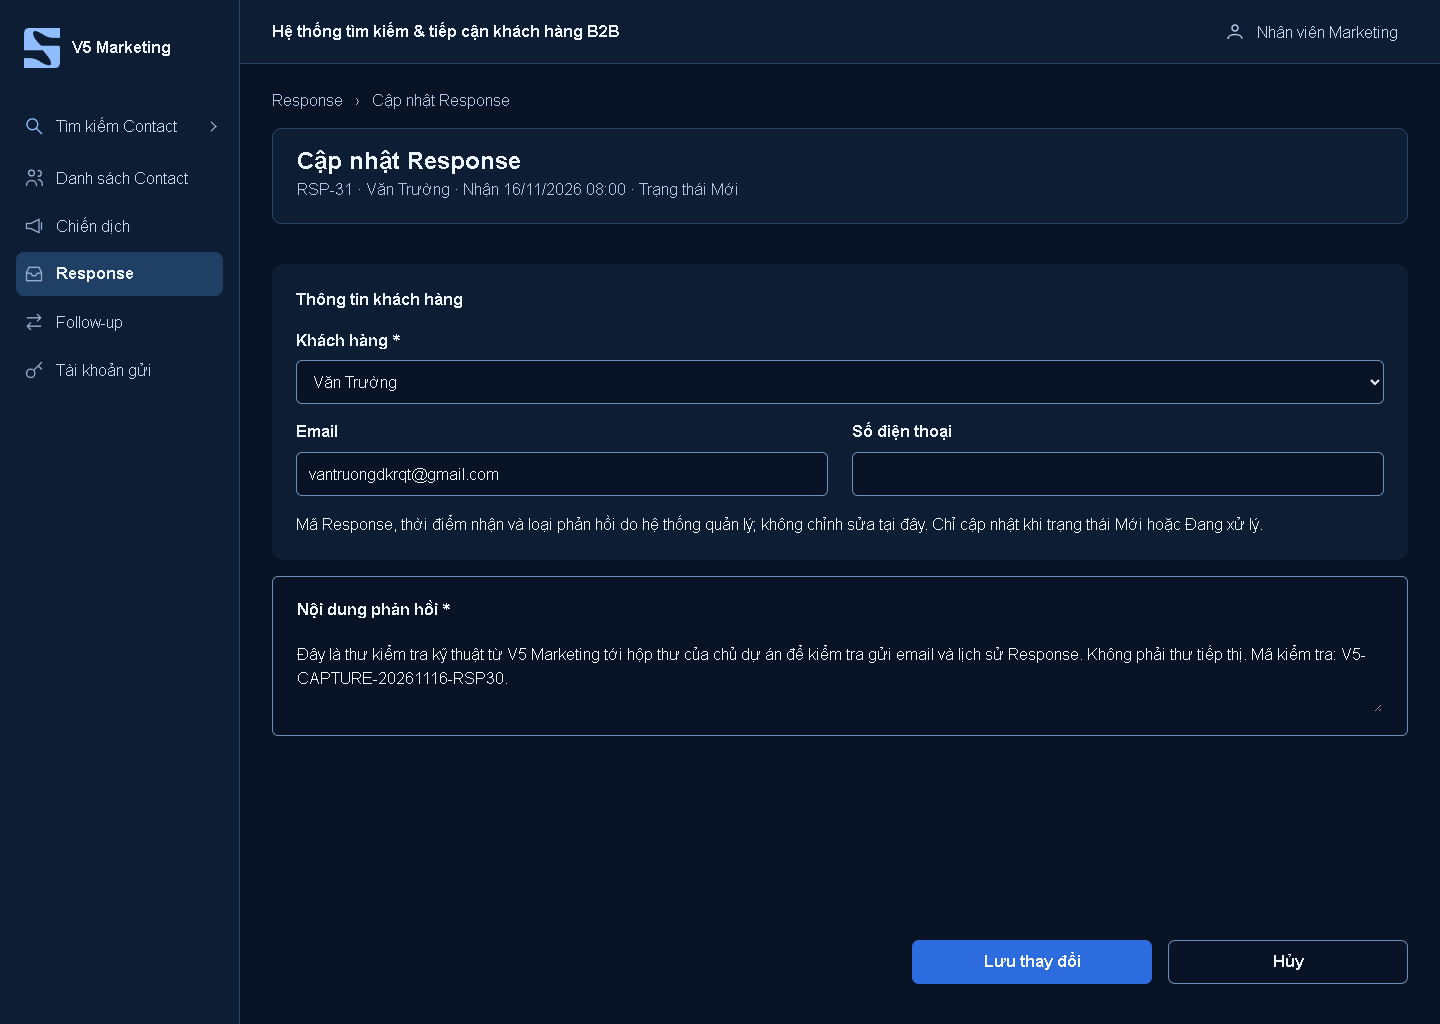 V5 Marketing
Hệ thống tìm kiếm & tiếp cận khách hàng B2B
Nhân viên Marketing
Tìm kiếm Contact
Danh sách Contact
Chiến dịch
Response
Follow-up
Tài khoản gửi
Response › Cập nhật Response
Cập nhật Response
RSP-31 · Văn Trường · Nhận 16/11/2026 08:00 · Trạng thái Mới
Thông tin khách hàng
Khách hàng *
Văn Trường
Email
Số điện thoại
vantruongdkrqt@gmail.com
Mã Response, thời điểm nhận và loại phản hồi do hệ thống quản lý; không chỉnh sửa tại đây. Chỉ cập nhật khi trạng thái Mới hoặc Đang xử lý.
Nội dung phản hồi *
Đây là thư kiểm tra kỹ thuật từ V5 Marketing tới hộp thư của chủ dự án để kiểm tra gửi email và lịch sử Response. Không phải thư tiếp thị. Mã kiểm tra: V5-
CAPTURE-20261116-RSP30.
Lưu thay đổi
Hủy